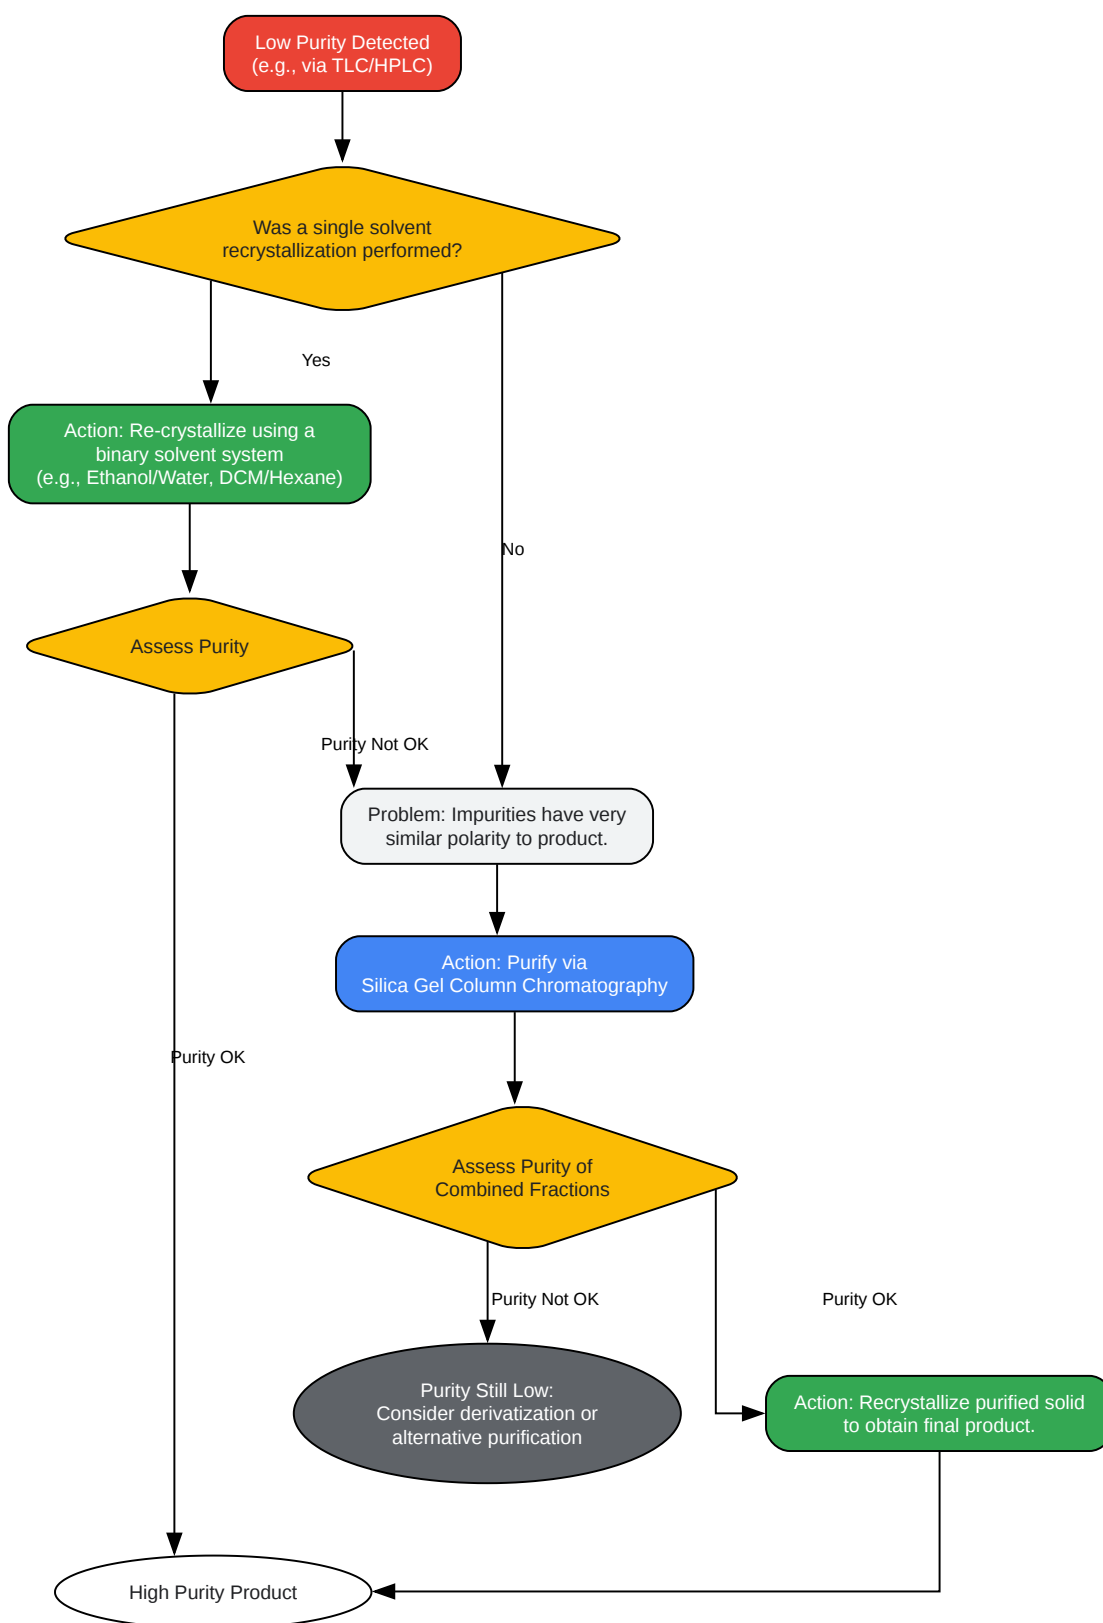 Low Purity Detected
(e.g., via TLC/HPLC)
Was a single solvent
recrystallization performed?
Yes
Action: Re-crystallize using a
binary solvent system
(e.g., Ethanol/Water, DCM/Hexane)
No
Assess Purity
Purity Not OK
Problem: Impurities have very
similar polarity to product.
Action: Purify via
Silica Gel Column Chromatography
Purity OK
Assess Purity of
Combined Fractions
Purity Not OK
Purity OK
Purity Still Low:
Consider derivatization or
alternative purification
Action: Recrystallize purified solid
to obtain final product.
High Purity Product